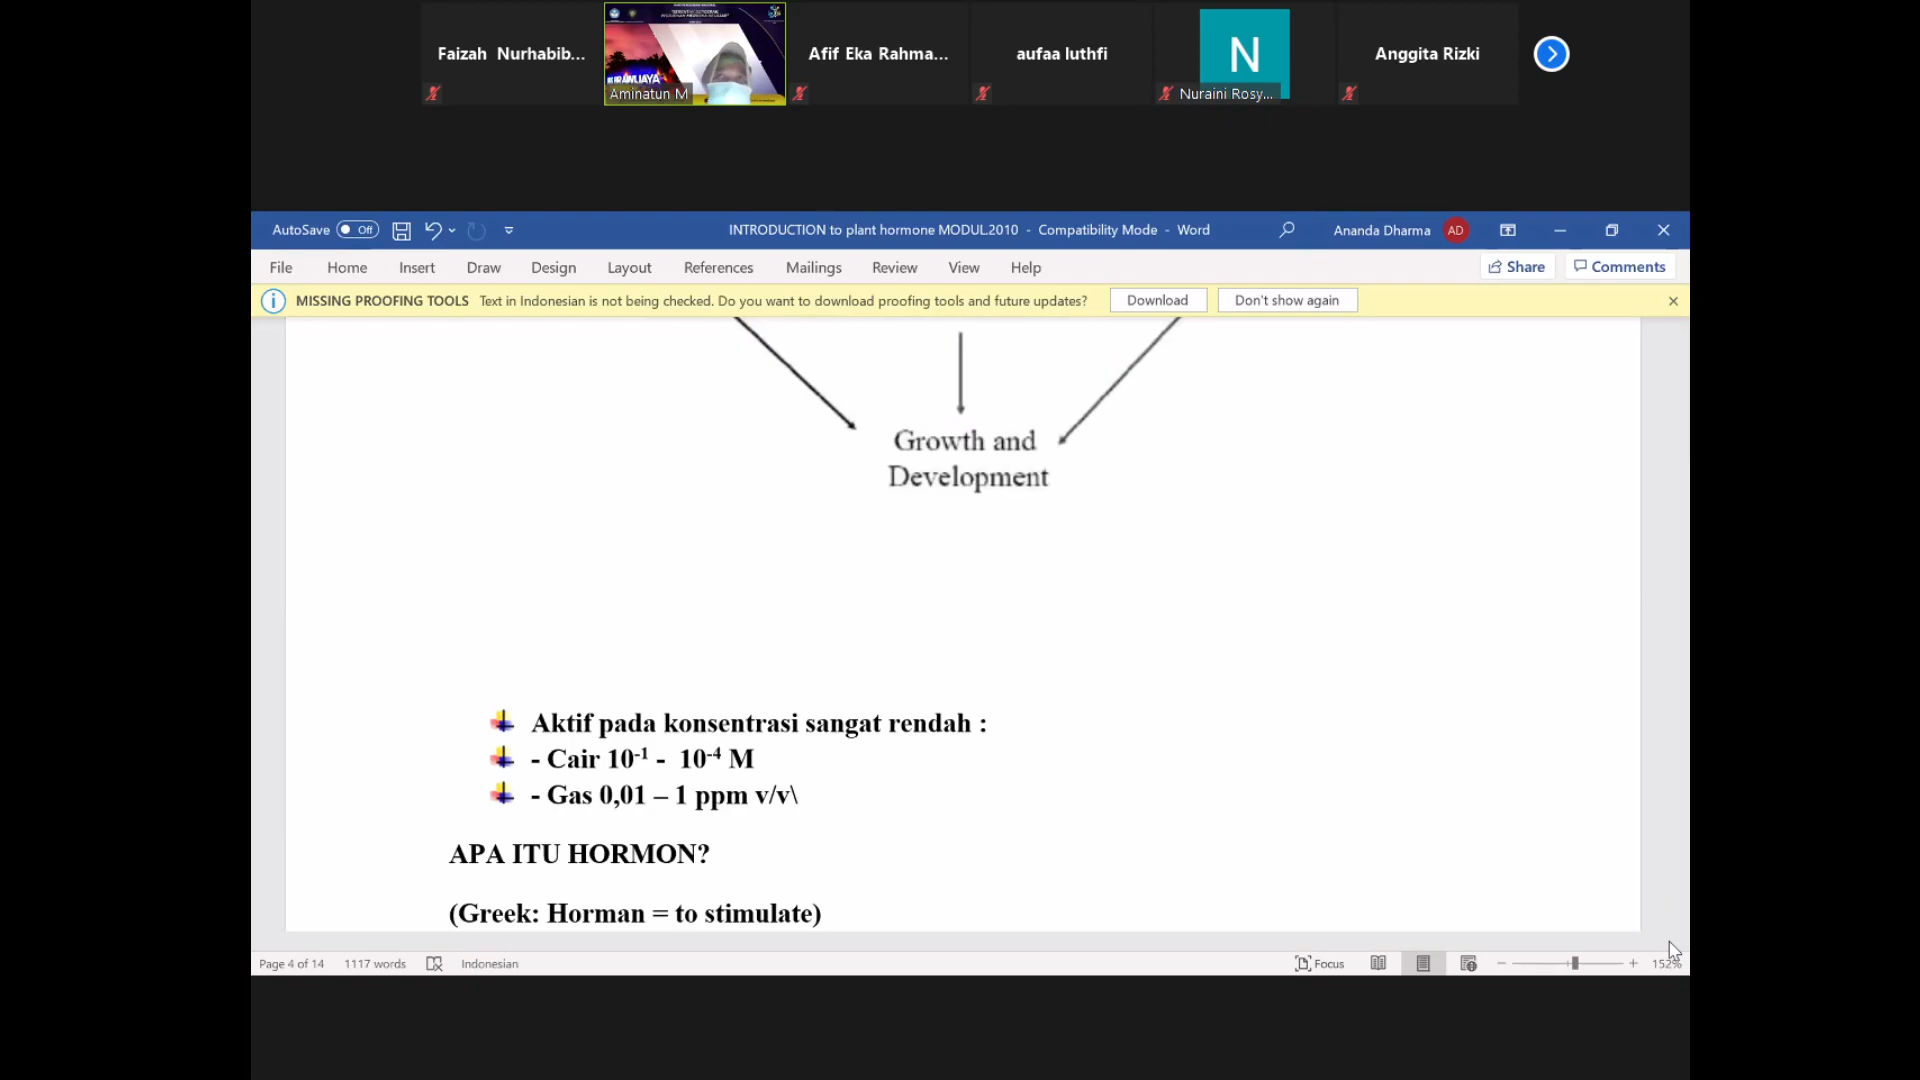 Faizah Nurhabib...
Aminatun M
Afif Eka Rahma...
aufaa luthfi
N
Nuraini Rosy...
Anggita Rizki
AutoSave Off
INTRODUCTION to plant hormone MODUL.2010 - Compatibility Mode - Word
Ananda Dharma AD
File Home Insert Draw Design Layout References Mailings Review View Help
Share Comments
MISSING PROOFING TOOLS Text in Indonesian is not being checked. Do you want to download proofing tools and future updates? Download Don't show again
Growth and
Development
Aktif pada konsentrasi sangat rendah :
- Cair 10⁻¹ - 10⁻⁴ M
- Gas 0,01 – 1 ppm v/v\
APA ITU HORMON?
(Greek: Horman = to stimulate)
Page 4 of 14 1117 words Indonesian Focus 152%